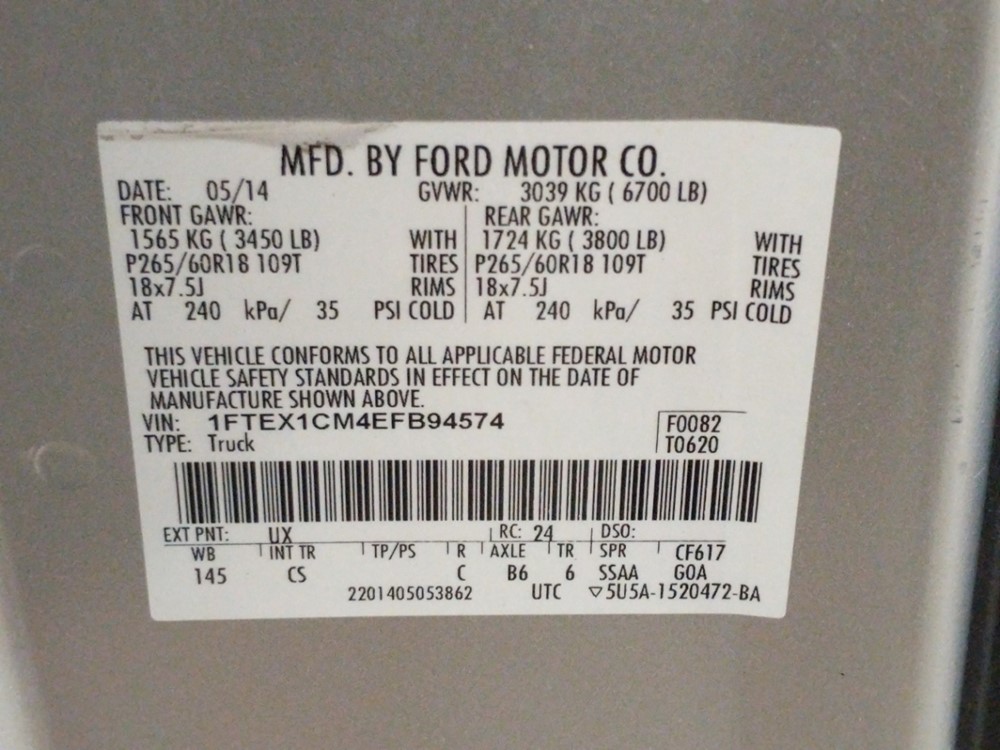 MFD. BY FORD MOTOR CO.
DATE: 05/14 GVWR: 3039 KG ( 6700 LB)
FRONT GAWR: REAR GAWR:
1565 KG ( 3450 LB) WITH 1724 KG ( 3800 LB) WITH
P265/60R18 109T TIRES P265/60R18 109T TIRES
18x7.5J RIMS 18x7.5J RIMS
AT 240 kPa/ 35 PSI COLD AT 240 kPa/ 35 PSI COLD
THIS VEHICLE CONFORMS TO ALL APPLICABLE FEDERAL MOTOR
VEHICLE SAFETY STANDARDS IN EFFECT ON THE DATE OF
MANUFACTURE SHOWN ABOVE.
VIN: 1FTEX1CM4EFB94574 F0082
TYPE: Truck T0620
EXT PNT: UX RC: 24 DSO:
WB INT TR TP/PS R AXLE TR SPR CF617
145 CS C B6 6 SSAA GOA
2201405053862 UTC ▽5U5A-1520472-BA